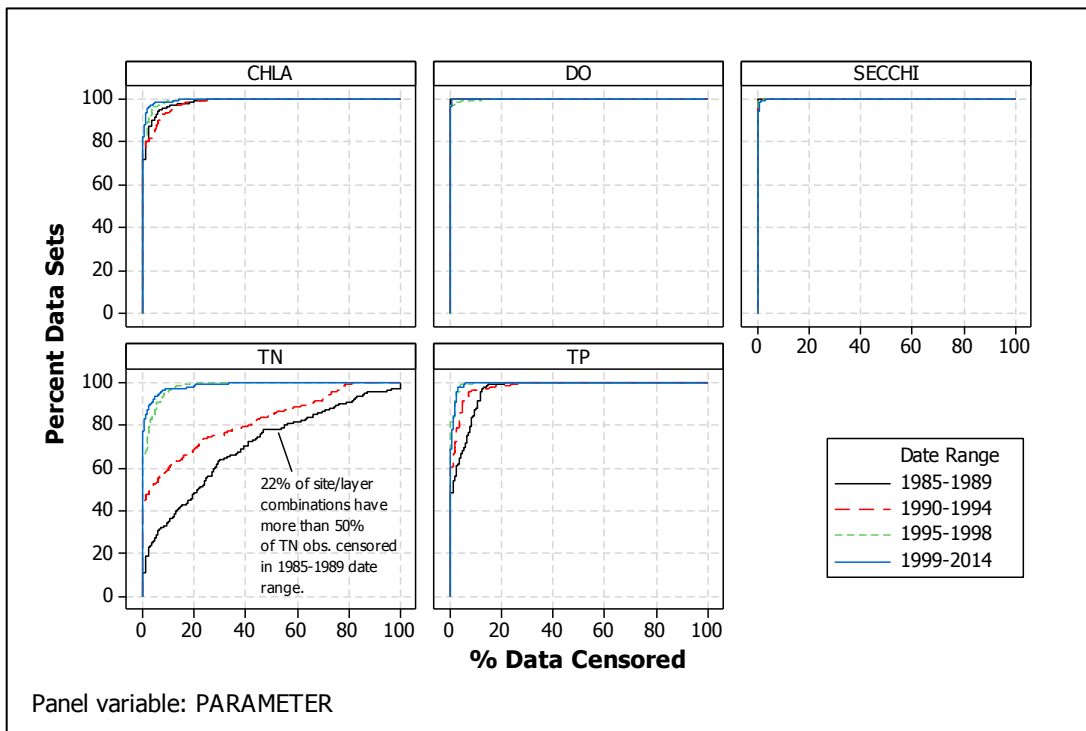 CHLA DO SECCHI
100
80
60
40
20
0
0 20 40 60 80 100
TN TP
100
80
60
40
20
0
0 20 40 60 80 100 0 20 40 60 80 100
Percent Data Sets
% Data Censored
22% of site/layer
combinations have
more than 50%
of TN obs. censored
in 1985-1989 date
range.
Date Range
1985-1989
1990-1994
1995-1998
1999-2014
Panel variable: PARAMETER